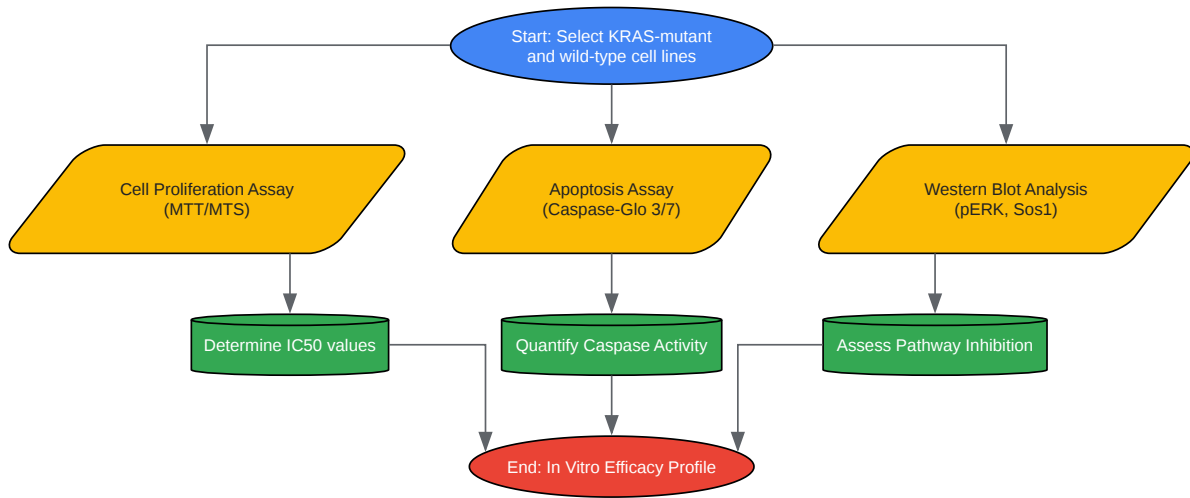 Start: Select KRAS-mutant
and wild-type cell lines
Cell Proliferation Assay
(MTT/MTS)
Apoptosis Assay
(Caspase-Glo 3/7)
Western Blot Analysis
(pERK, Sos1)
Determine IC50 values
Quantify Caspase Activity
Assess Pathway Inhibition
End: In Vitro Efficacy Profile